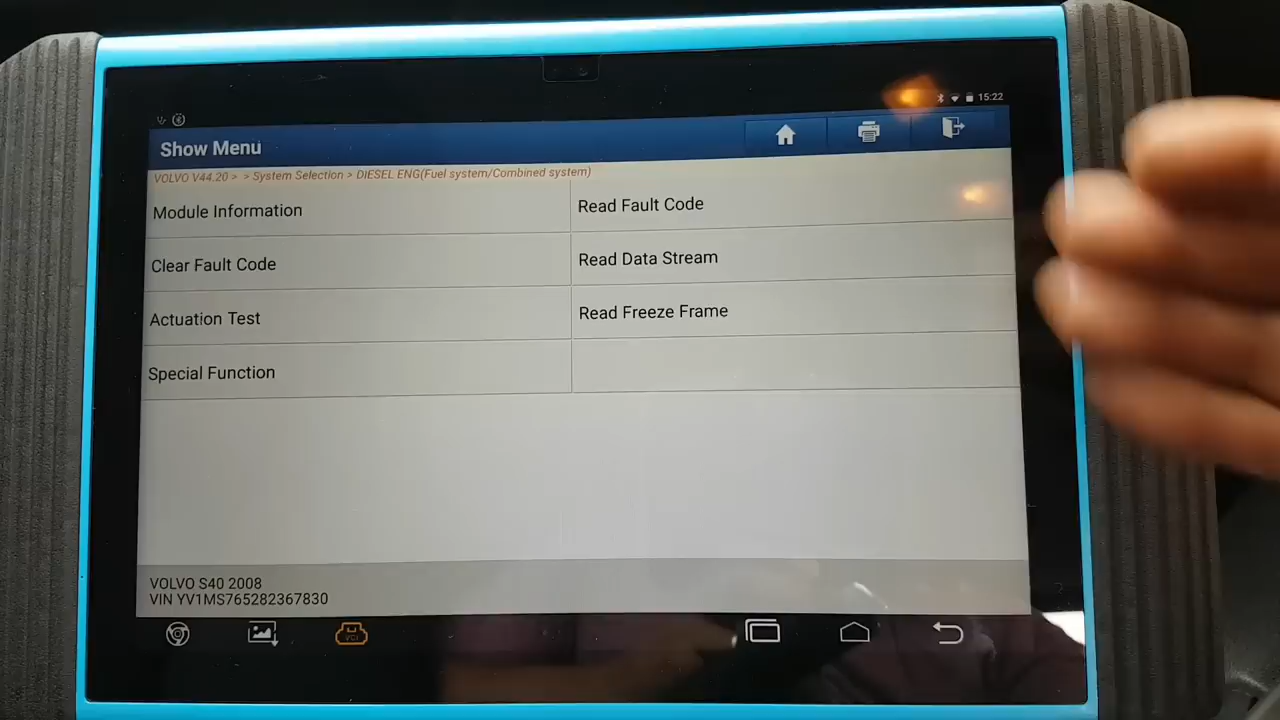 15:22
Show Menu
VOLVO V44.20 > > System Selection > DIESEL ENG(Fuel system/Combined system)
Module Information
Read Fault Code
Clear Fault Code
Read Data Stream
Actuation Test
Read Freeze Frame
Special Function
VOLVO S40 2008
VIN YV1MS765282367830
VCI